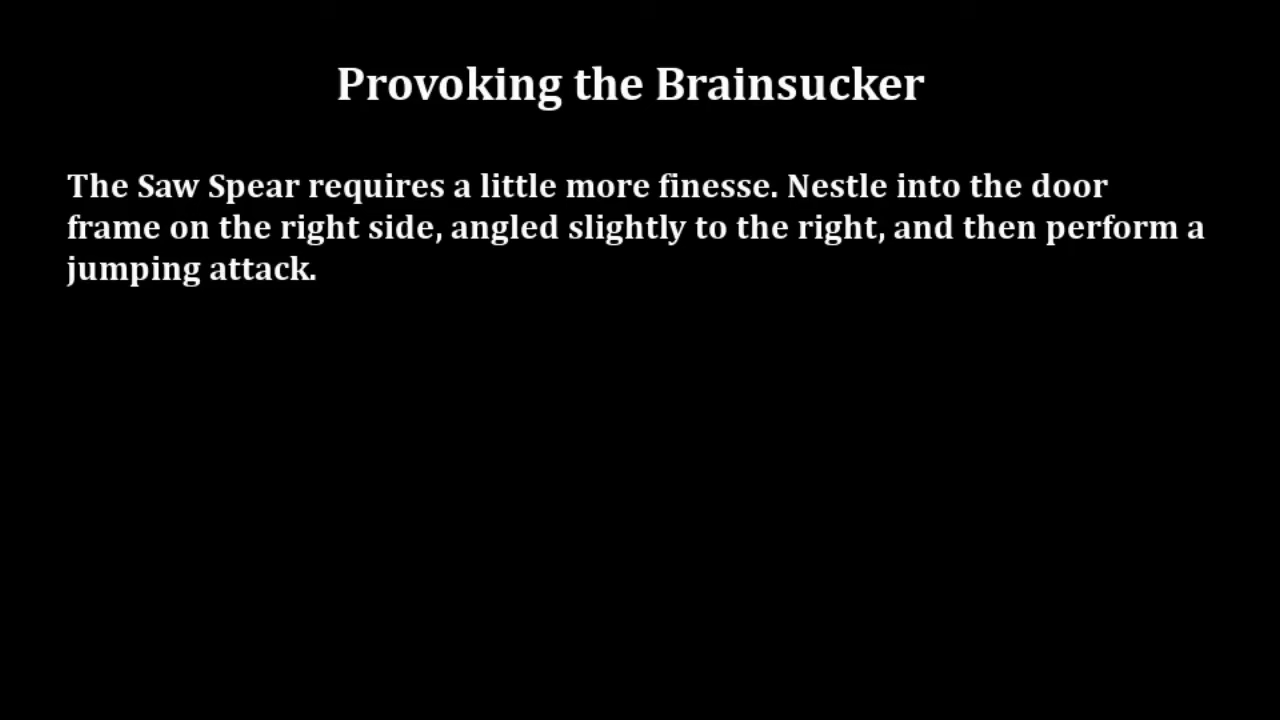 Provoking the Brainsucker
The Saw Spear requires a little more finesse. Nestle into the door
frame on the right side, angled slightly to the right, and then perform a
jumping attack.